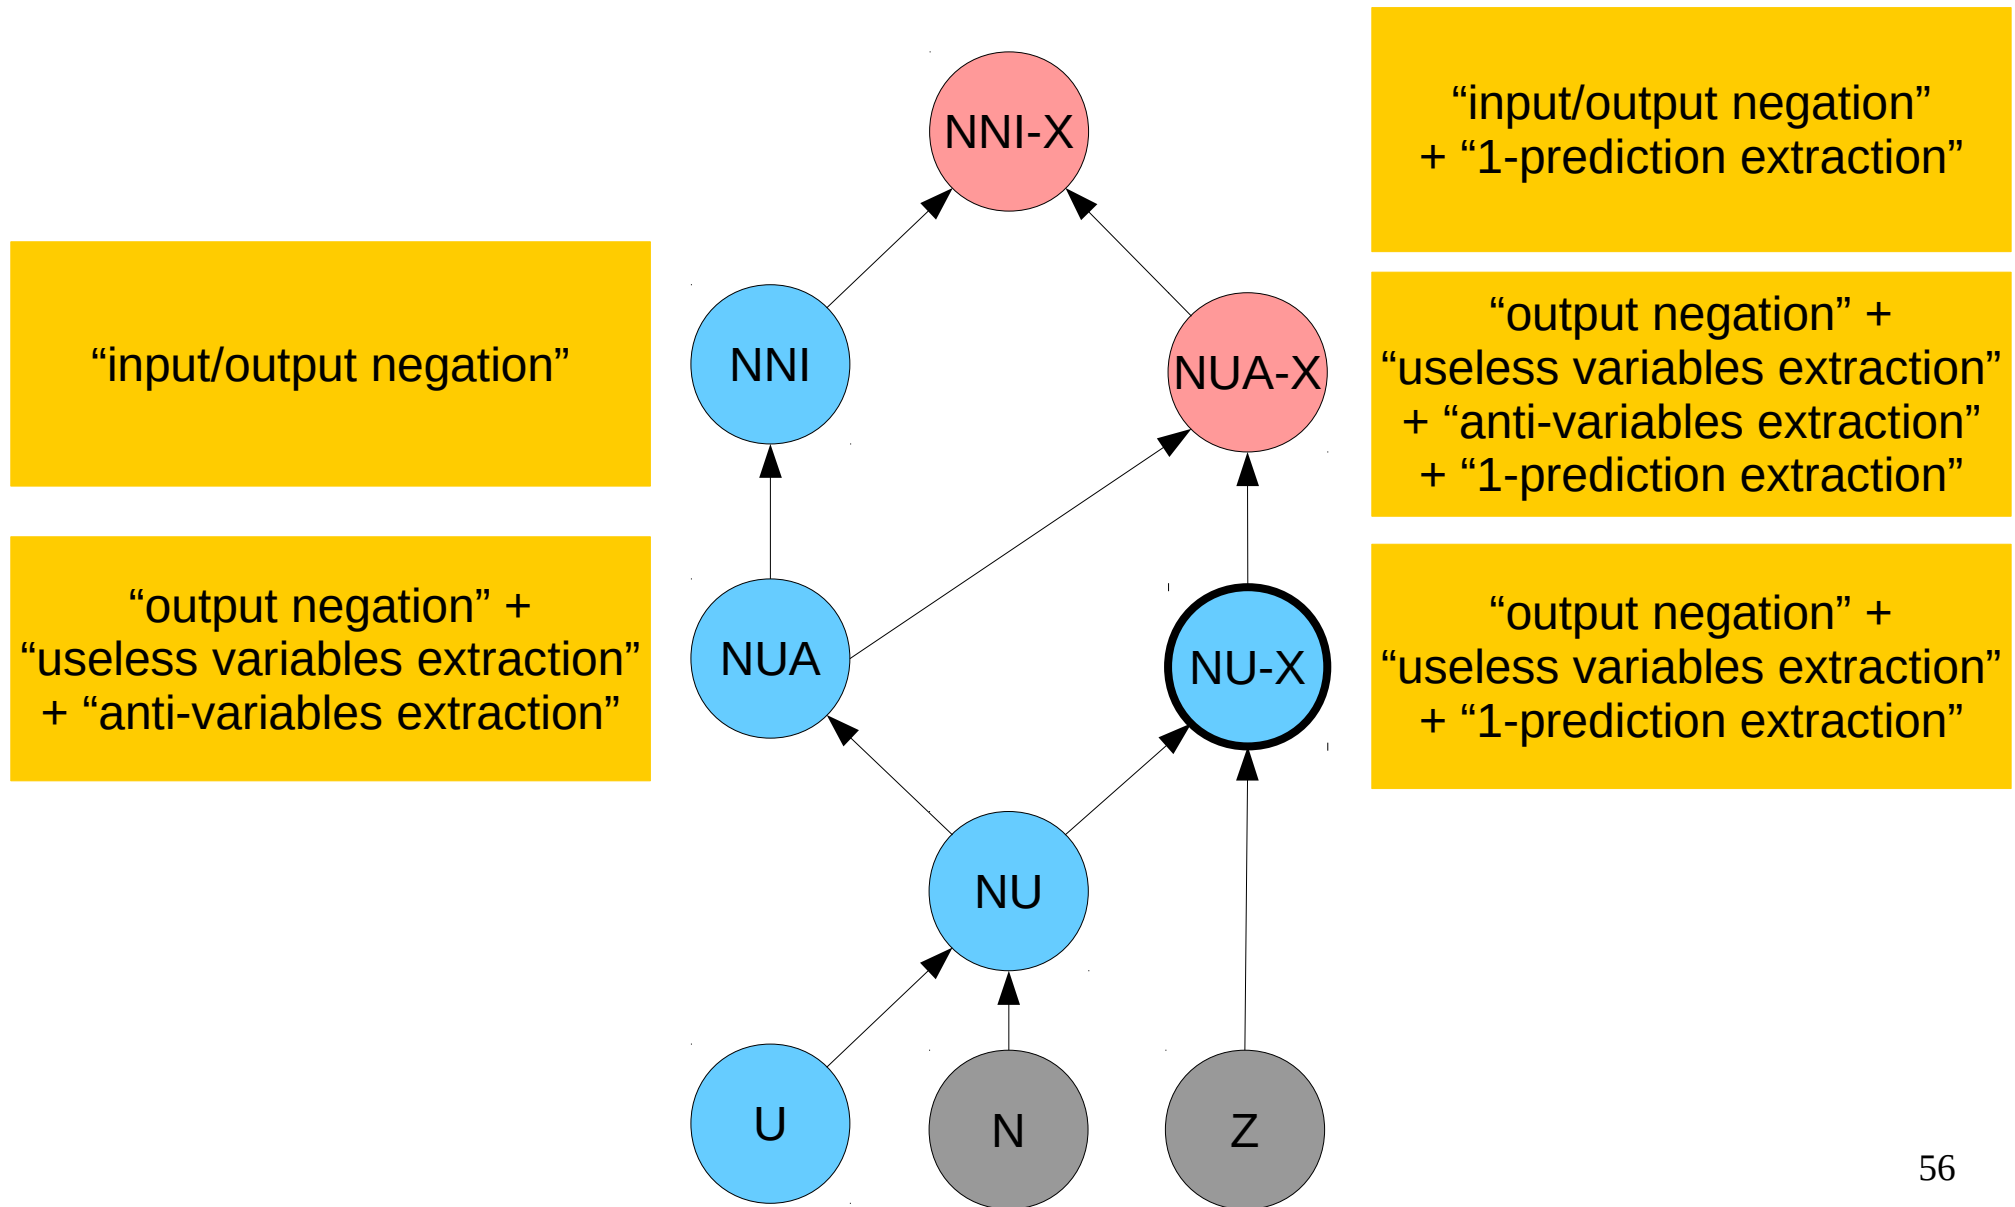 NNI-X
“input/output negation”
+ “1-prediction extraction”
“input/output negation”
NNI
NUA-X
“output negation” +
“useless variables extraction”
+ “anti-variables extraction”
+ “1-prediction extraction”
“output negation” +
“useless variables extraction”
+ “anti-variables extraction”
NUA
NU-X
“output negation” +
“useless variables extraction”
+ “1-prediction extraction”
NU
U
N
Z
56